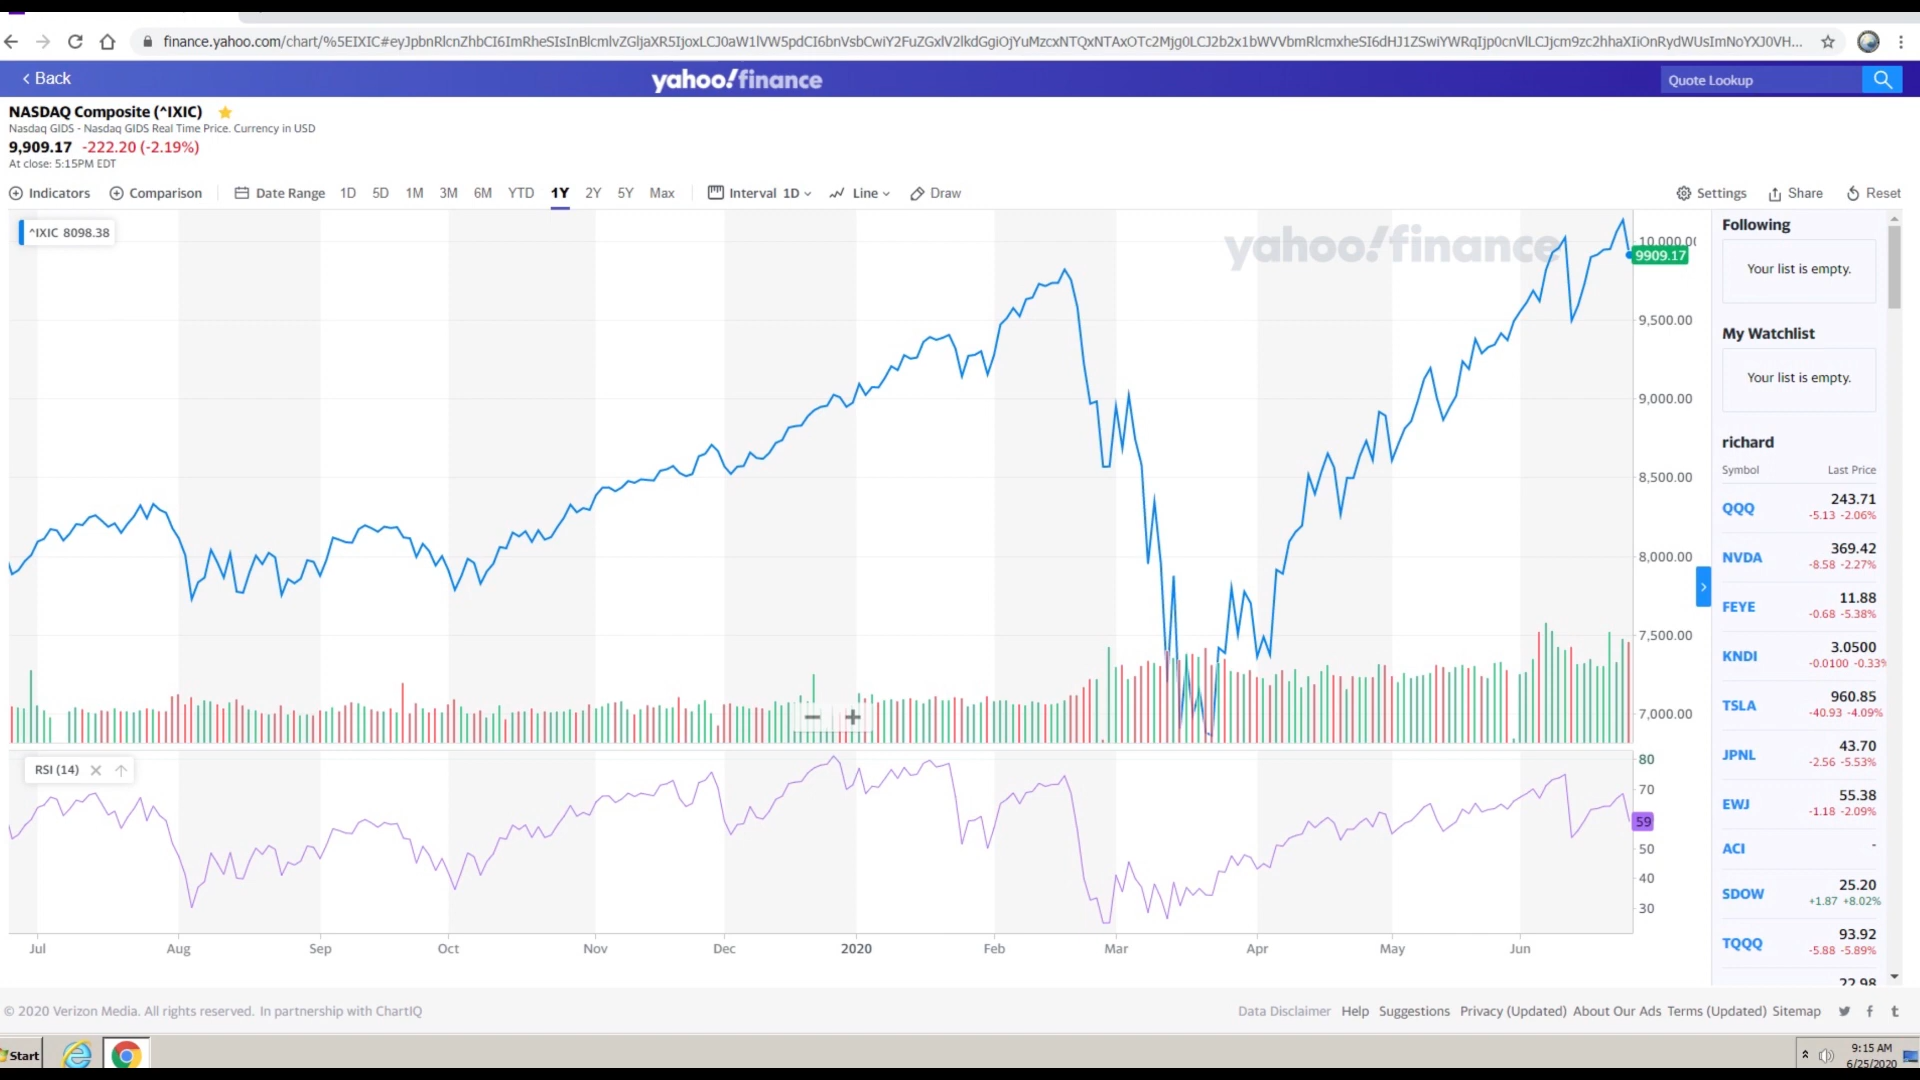 finance.yahoo.com/chart/%5EIXIC#eyJpbnRlcnZhbCI6ImRheSIsInBlcmlvZGljaXR5IjoxLCJ0aW1lVW5pdCI6bnVsbCwiY2FuZGxlV2lkdGgiOjYuMzcxNTQxNTAxOTc2Mjg0LCJ2b2x1bWVVbmRlcmxheSI6dHJ1ZSwiYWRqIjp0cnVlLCJjcm9zc2hhaXIiOnRydWUsImNoYXJ0VH...
Back
yahoo!finance
Quote Lookup
NASDAQ Composite (^IXIC)
Nasdaq GIDS - Nasdaq GIDS Real Time Price. Currency in USD
9,909.17 -222.20 (-2.19%)
At close: 5:15PM EDT
Indicators Comparison Date Range 1D 5D 1M 3M 6M YTD 1Y 2Y 5Y Max Interval 1D Line Draw Settings Share Reset
^IXIC 8098.38
yahoo!finance
10,000.00
9909.17
9,500.00
9,000.00
8,500.00
8,000.00
7,500.00
7,000.00
RSI (14)
80
70
59
50
40
30
Jul Aug Sep Oct Nov Dec 2020 Feb Mar Apr May Jun
Following
Your list is empty.
My Watchlist
Your list is empty.
richard
Symbol Last Price
QQQ 243.71
-5.13 -2.06%
NVDA 369.42
-8.58 -2.27%
FEYE 11.88
-0.68 -5.38%
KNDI 3.0500
-0.0100 -0.33%
TSLA 960.85
-40.93 -4.09%
JPNL 43.70
-2.56 -5.53%
EWJ 55.38
-1.18 -2.09%
ACI -
SDOW 25.20
+1.87 +8.02%
TQQQ 93.92
-5.88 -5.89%
22.98
© 2020 Verizon Media. All rights reserved. In partnership with ChartIQ
Data Disclaimer Help Suggestions Privacy (Updated) About Our Ads Terms (Updated) Sitemap
Start
9:15 AM
6/25/2020